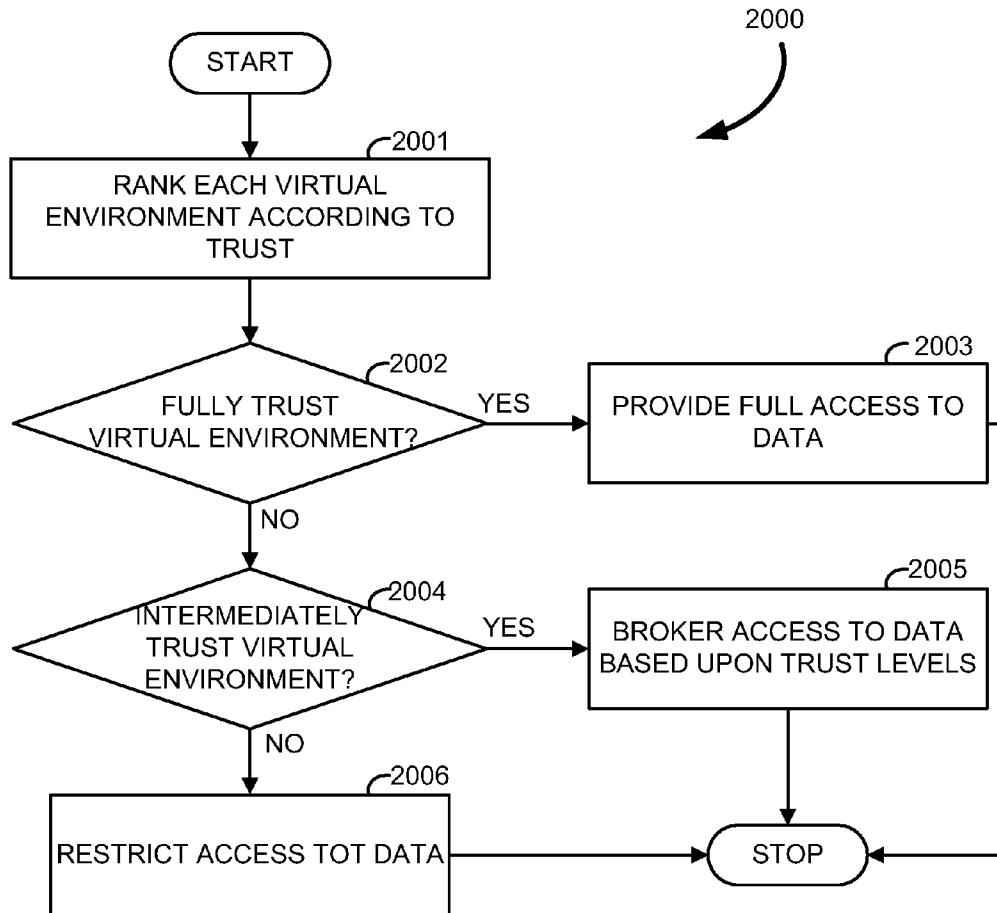 2000
START
2001
RANK EACH VIRTUAL
ENVIRONMENT ACCORDING TO
TRUST
2002
FULLY TRUST
VIRTUAL ENVIRONMENT?
YES
2003
PROVIDE FULL ACCESS TO
DATA
NO
2004
INTERMEDIATELY
TRUST VIRTUAL
ENVIRONMENT?
YES
2005
BROKER ACCESS TO DATA
BASED UPON TRUST LEVELS
NO
2006
RESTRICT ACCESS TOT DATA
STOP